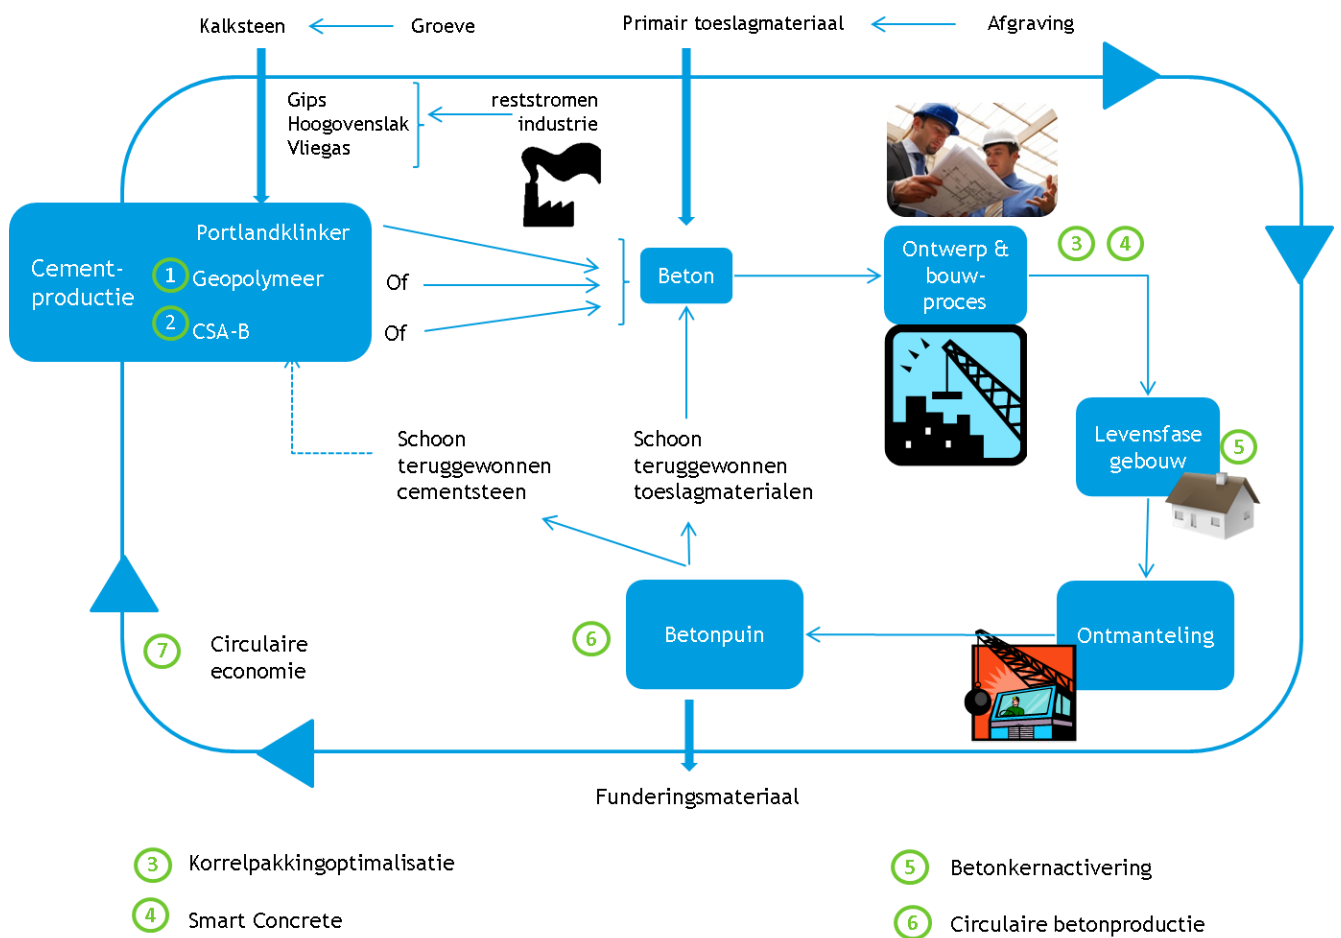 Kalksteen
Groeve
Primair toeslagmateriaal
Afgraving
Gips
Hoogovenslak
Vliegas
reststromen
industrie
Cement-
productie
Portlandklinker
1 Geopolymeer
2 CSA-B
Of
Of
Beton
Ontwerp &
bouw-
proces
3 4
Levensfase
gebouw
5
Schoon
teruggewonnen
cementsteen
Schoon
teruggewonnen
toeslagmaterialen
6
Betonpuin
Ontmanteling
7
Circulaire
economie
Funderingsmateriaal
3 Korrelpakkingoptimalisatie
4 Smart Concrete
5 Betonkernactivering
6 Circulaire betonproductie